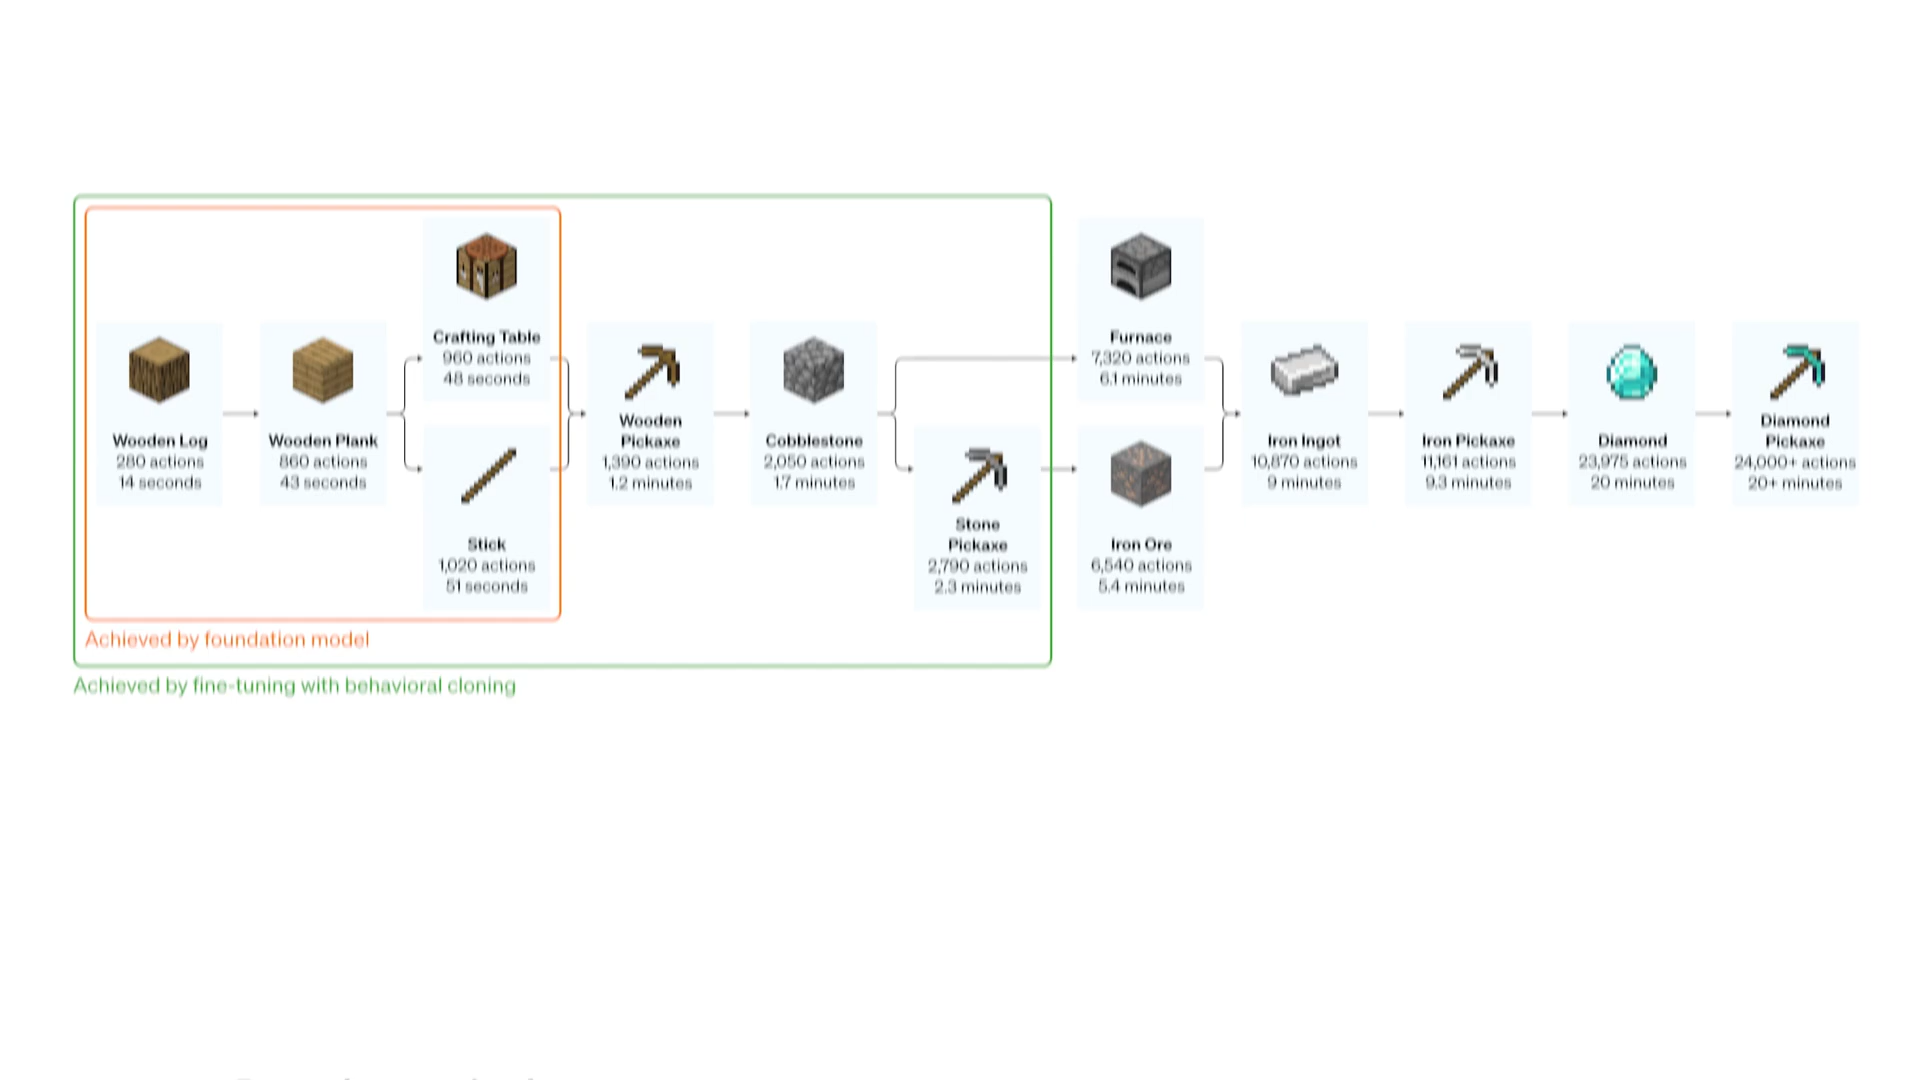 Wooden Log
280 actions
14 seconds
Wooden Plank
860 actions
43 seconds
Crafting Table
960 actions
48 seconds
Stick
1,020 actions
51 seconds
Wooden
Pickaxe
1,390 actions
1.2 minutes
Cobblestone
2,050 actions
1.7 minutes
Stone
Pickaxe
2,790 actions
2.3 minutes
Furnace
7,320 actions
6.1 minutes
Iron Ore
6,540 actions
5.4 minutes
Iron Ingot
10,870 actions
9 minutes
Iron Pickaxe
11,161 actions
9.3 minutes
Diamond
23,975 actions
20 minutes
Diamond
Pickaxe
24,000+ actions
20+ minutes
Achieved by foundation model
Achieved by fine-tuning with behavioral cloning